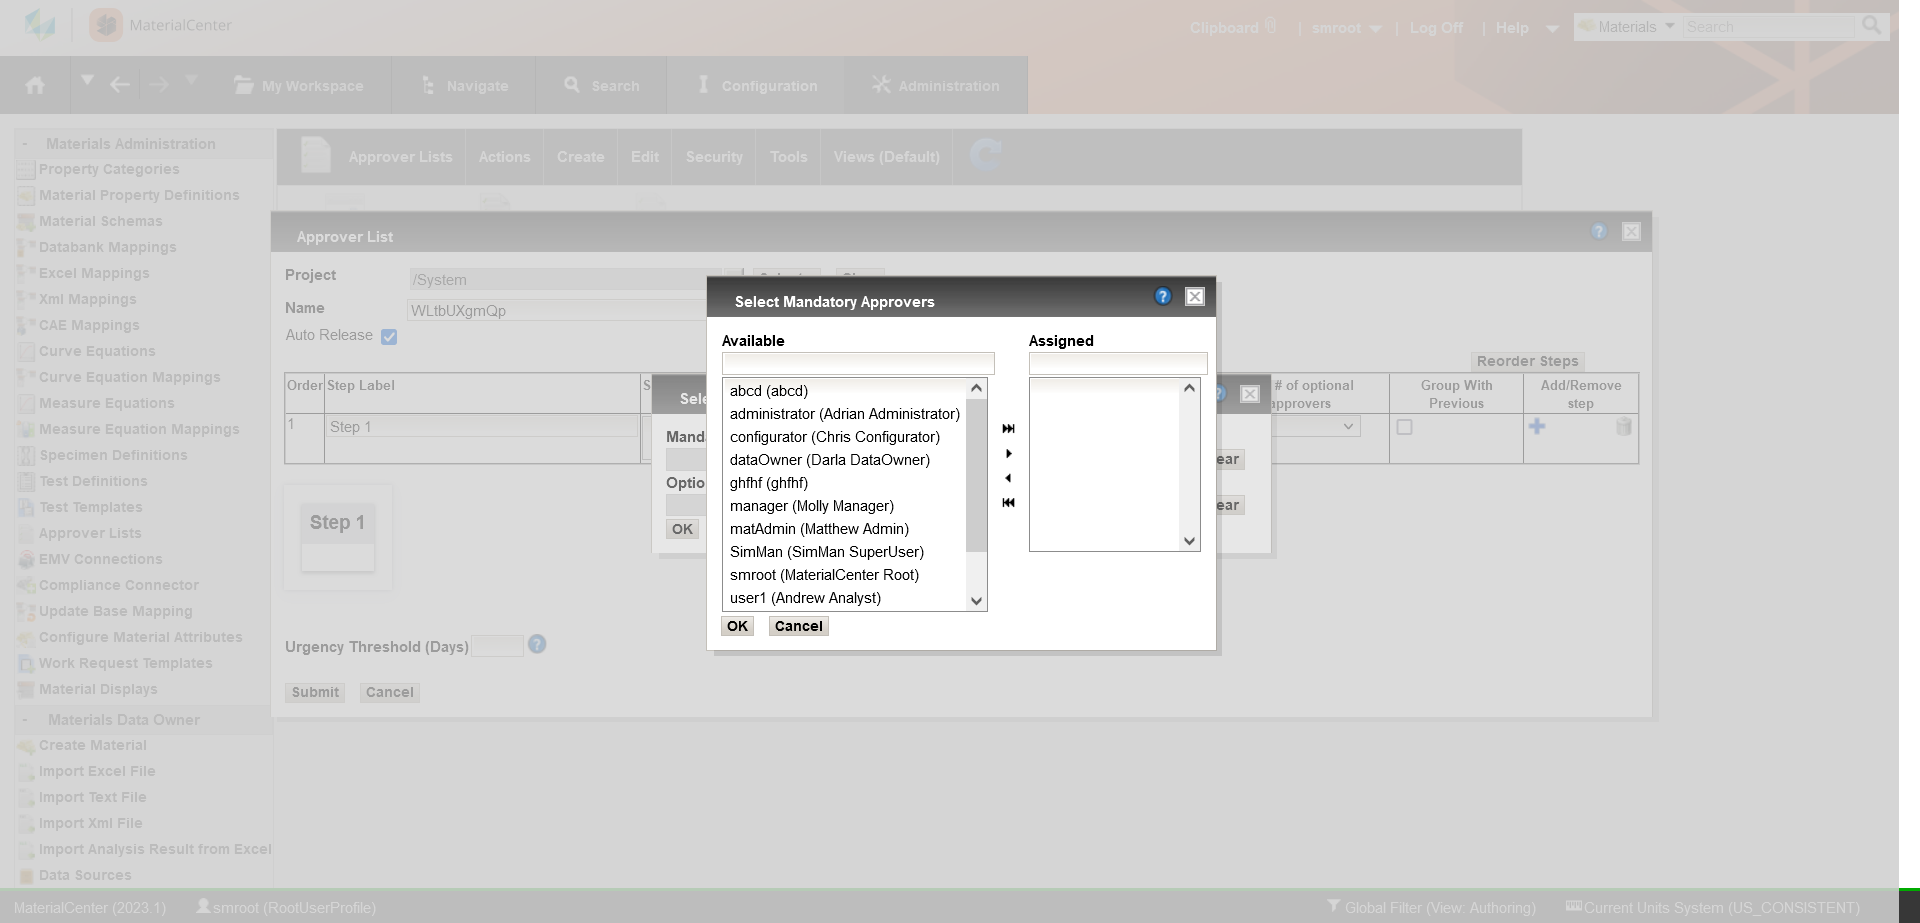 MaterialCenter
Clipboard | smroot | Log Off | Help
Materials Search
My Workspace Navigate Search Configuration Administration
- Materials Administration
Property Categories
Material Property Definitions
Material Schemas
Databank Mappings
Excel Mappings
Xml Mappings
CAE Mappings
Curve Equations
Curve Equation Mappings
Measure Equations
Measure Equation Mappings
Specimen Definitions
Test Definitions
Test Templates
Approver Lists
EMV Connections
Compliance Connector
Update Base Mapping
Configure Material Attributes
Work Request Templates
Material Displays
- Materials Data Owner
Create Material
Import Excel File
Import Text File
Import Xml File
Import Analysis Result from Excel
Data Sources
Approver Lists Actions Create Edit Security Tools Views (Default)
Approver List
Project /System
Name WLtbUXgmQp
Auto Release
Reorder Steps
Order Step Label # of optional Group With Add/Remove
Previous step
1 Step 1
Step 1
Urgency Threshold (Days)
Submit Cancel
OK
Select Mandatory Approvers
Available Assigned
abcd (abcd)
administrator (Adrian Administrator)
configurator (Chris Configurator)
dataOwner (Darla DataOwner)
ghfhf (ghfhf)
manager (Molly Manager)
matAdmin (Matthew Admin)
SimMan (SimMan SuperUser)
smroot (MaterialCenter Root)
user1 (Andrew Analyst)
OK Cancel
MaterialCenter (2023.1) smroot (RootUserProfile) Global Filter (View: Authoring) Current Units System (US_CONSISTENT)